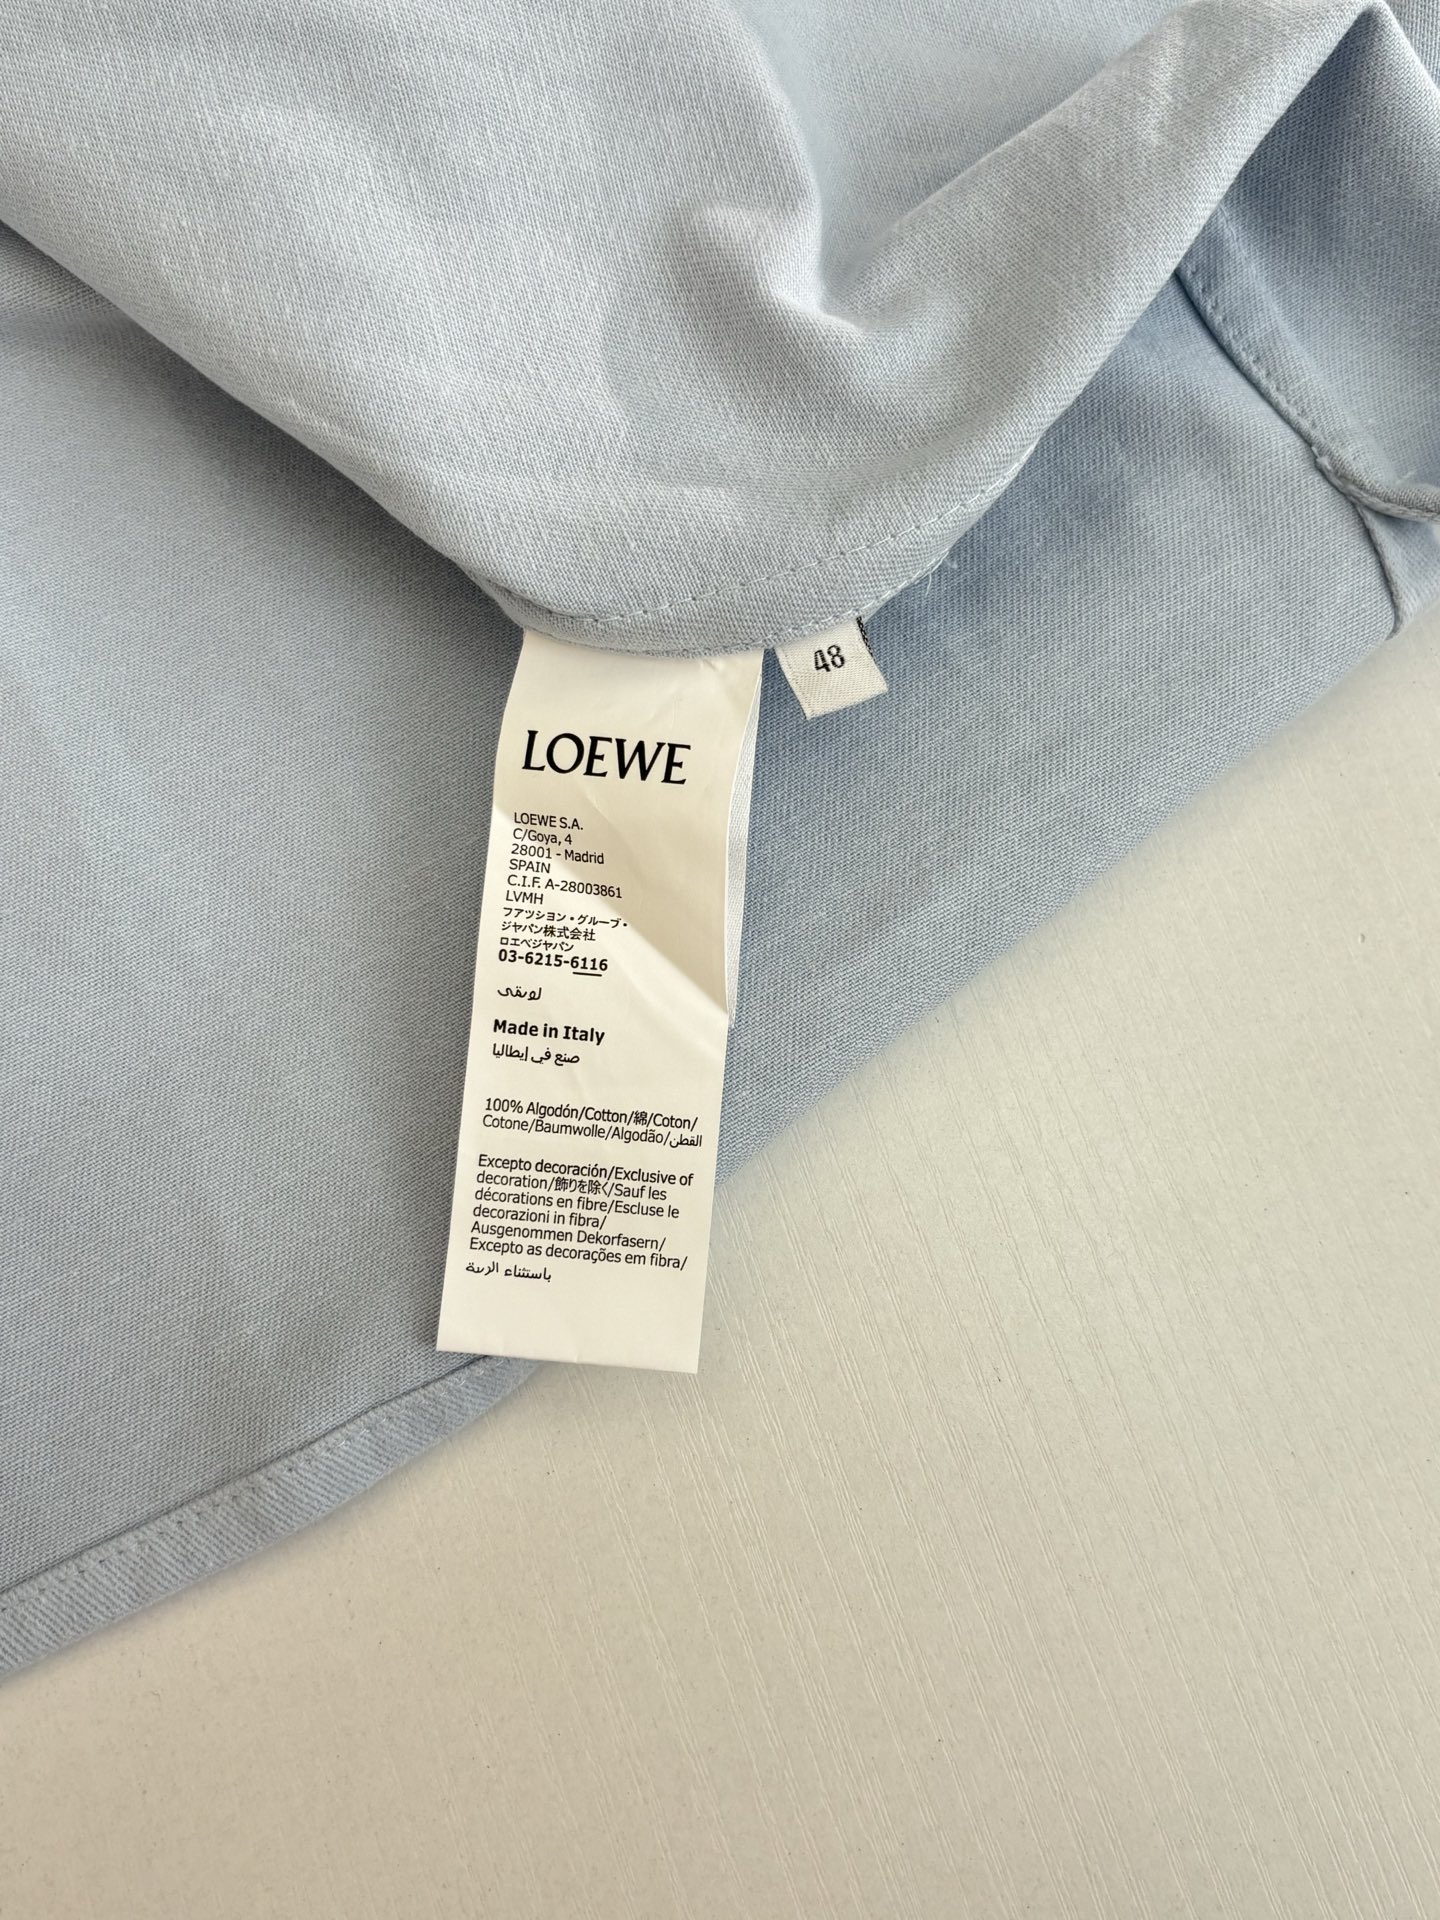 48
LOEWE
LOEWE S.A.
C/Goya, 4
28001 - Madrid
SPAIN
C.I.F. A-28003861
LVMH
ファッション・グループ・
ジャパン株式会社
ロエベジャパン
03-6215-6116
Made in Italy
صنع في إيطاليا
100% Algodón/Cotton/綿/Coton/
Cotone/Baumwolle/Algodão/القطن
Excepto decoración/Exclusive of
decoration/飾りを除く/Sauf les
décorations en fibre/Escluse le
decorazioni in fibra/
Ausgenommen Dekorfasern/
Excepto as decorações em fibra/
باستثناء